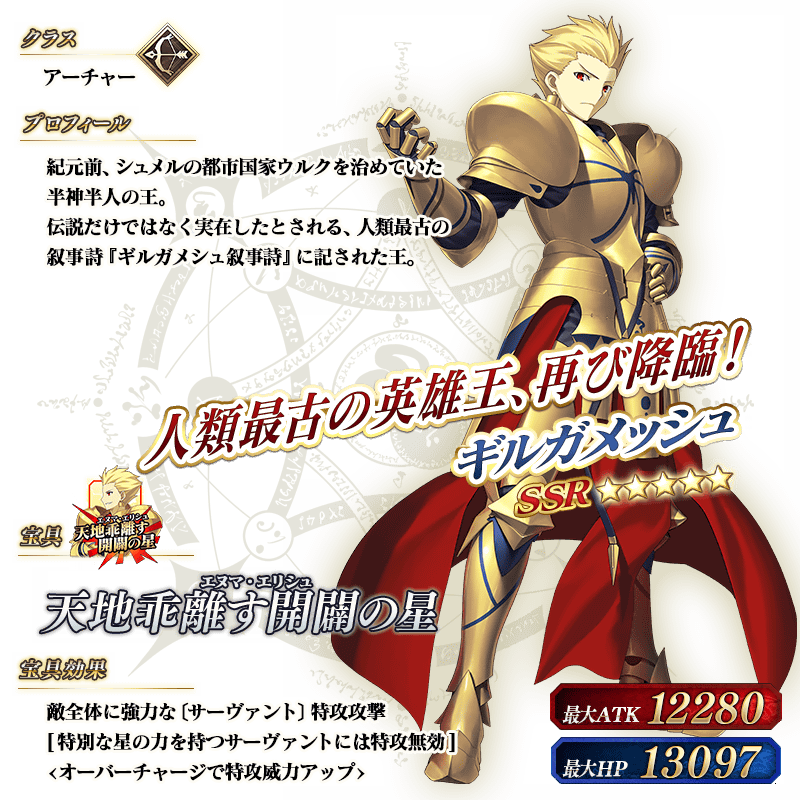 クラス
アーチャー
プロフィール
紀元前、シュメルの都市国家ウルクを治めていた
半神半人の王。
伝説だけではなく実在したとされる、人類最古の
叙事詩『ギルガメシュ叙事詩』に記された王。
人類最古の英雄王、再び降臨！
ギルガメッシュ
SSR ☆☆☆☆☆
宝具
エヌマ・エリシュ
天地乖離す
開闢の星
エヌマ・エリシュ
天地乖離す開闢の星
宝具効果
敵全体に強力な〔サーヴァント〕特攻攻撃
[特別な星の力を持つサーヴァントには特攻無効]
<オーバーチャージで特攻威力アップ>
最大ATK 12280
最大HP 13097